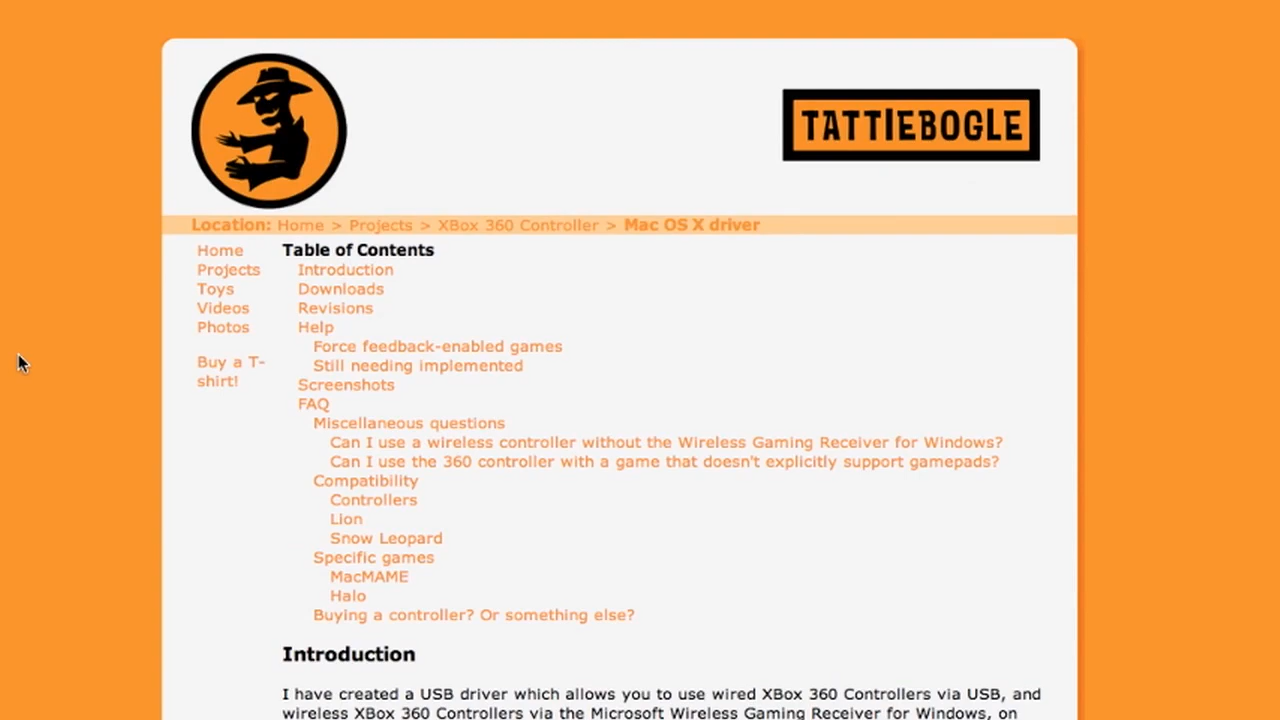 TATTIEBOGLE
Location: Home > Projects > XBox 360 Controller > Mac OS X driver
Home
Projects
Toys
Videos
Photos
Buy a T-
shirt!
Table of Contents
Introduction
Downloads
Revisions
Help
Force feedback-enabled games
Still needing implemented
Screenshots
FAQ
Miscellaneous questions
Can I use a wireless controller without the Wireless Gaming Receiver for Windows?
Can I use the 360 controller with a game that doesn't explicitly support gamepads?
Compatibility
Controllers
Lion
Snow Leopard
Specific games
MacMAME
Halo
Buying a controller? Or something else?
Introduction
I have created a USB driver which allows you to use wired XBox 360 Controllers via USB, and
wireless XBox 360 Controllers via the Microsoft Wireless Gaming Receiver for Windows, on